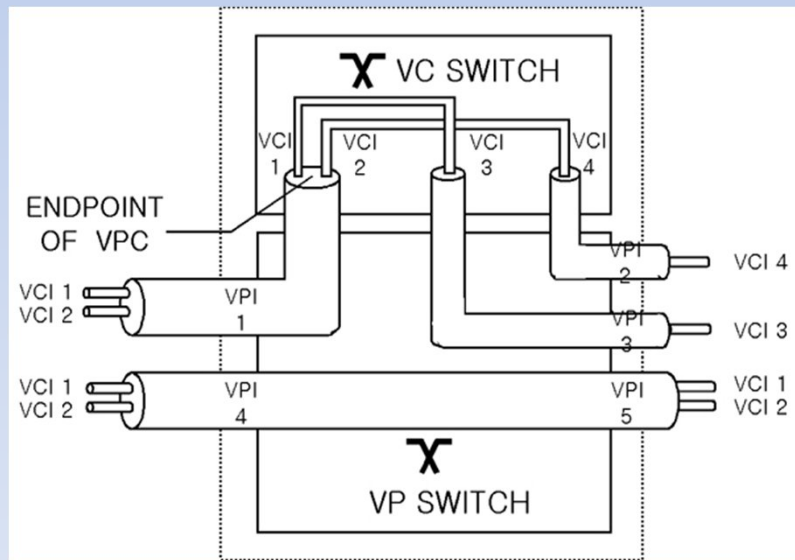 VC SWITCH
VCI
1
VCI
2
VCI
3
VCI
4
ENDPOINT
OF VPC
VCI 1
VCI 2
VPI
1
VPI
2
VCI 4
VPI
3
VCI 3
VCI 1
VCI 2
VPI
4
VPI
5
VCI 1
VCI 2
VP SWITCH